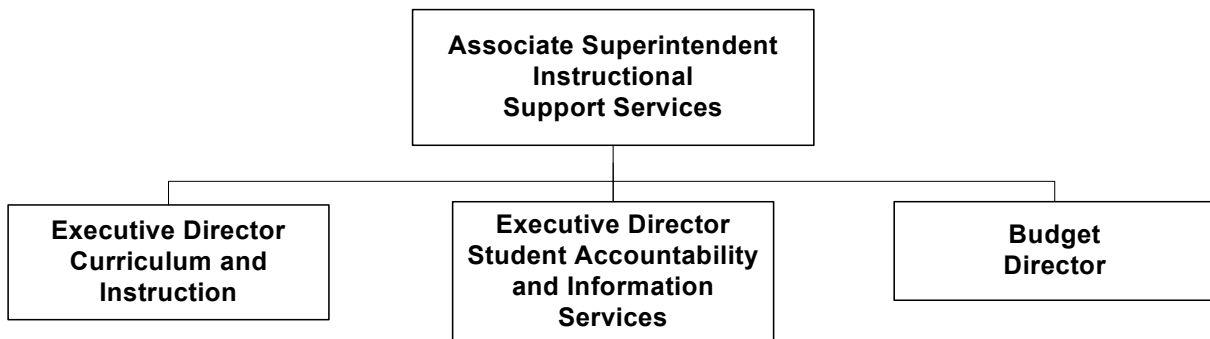 Associate Superintendent
Instructional
Support Services
Executive Director
Curriculum and
Instruction
Executive Director
Student Accountability
and Information
Services
Budget
Director